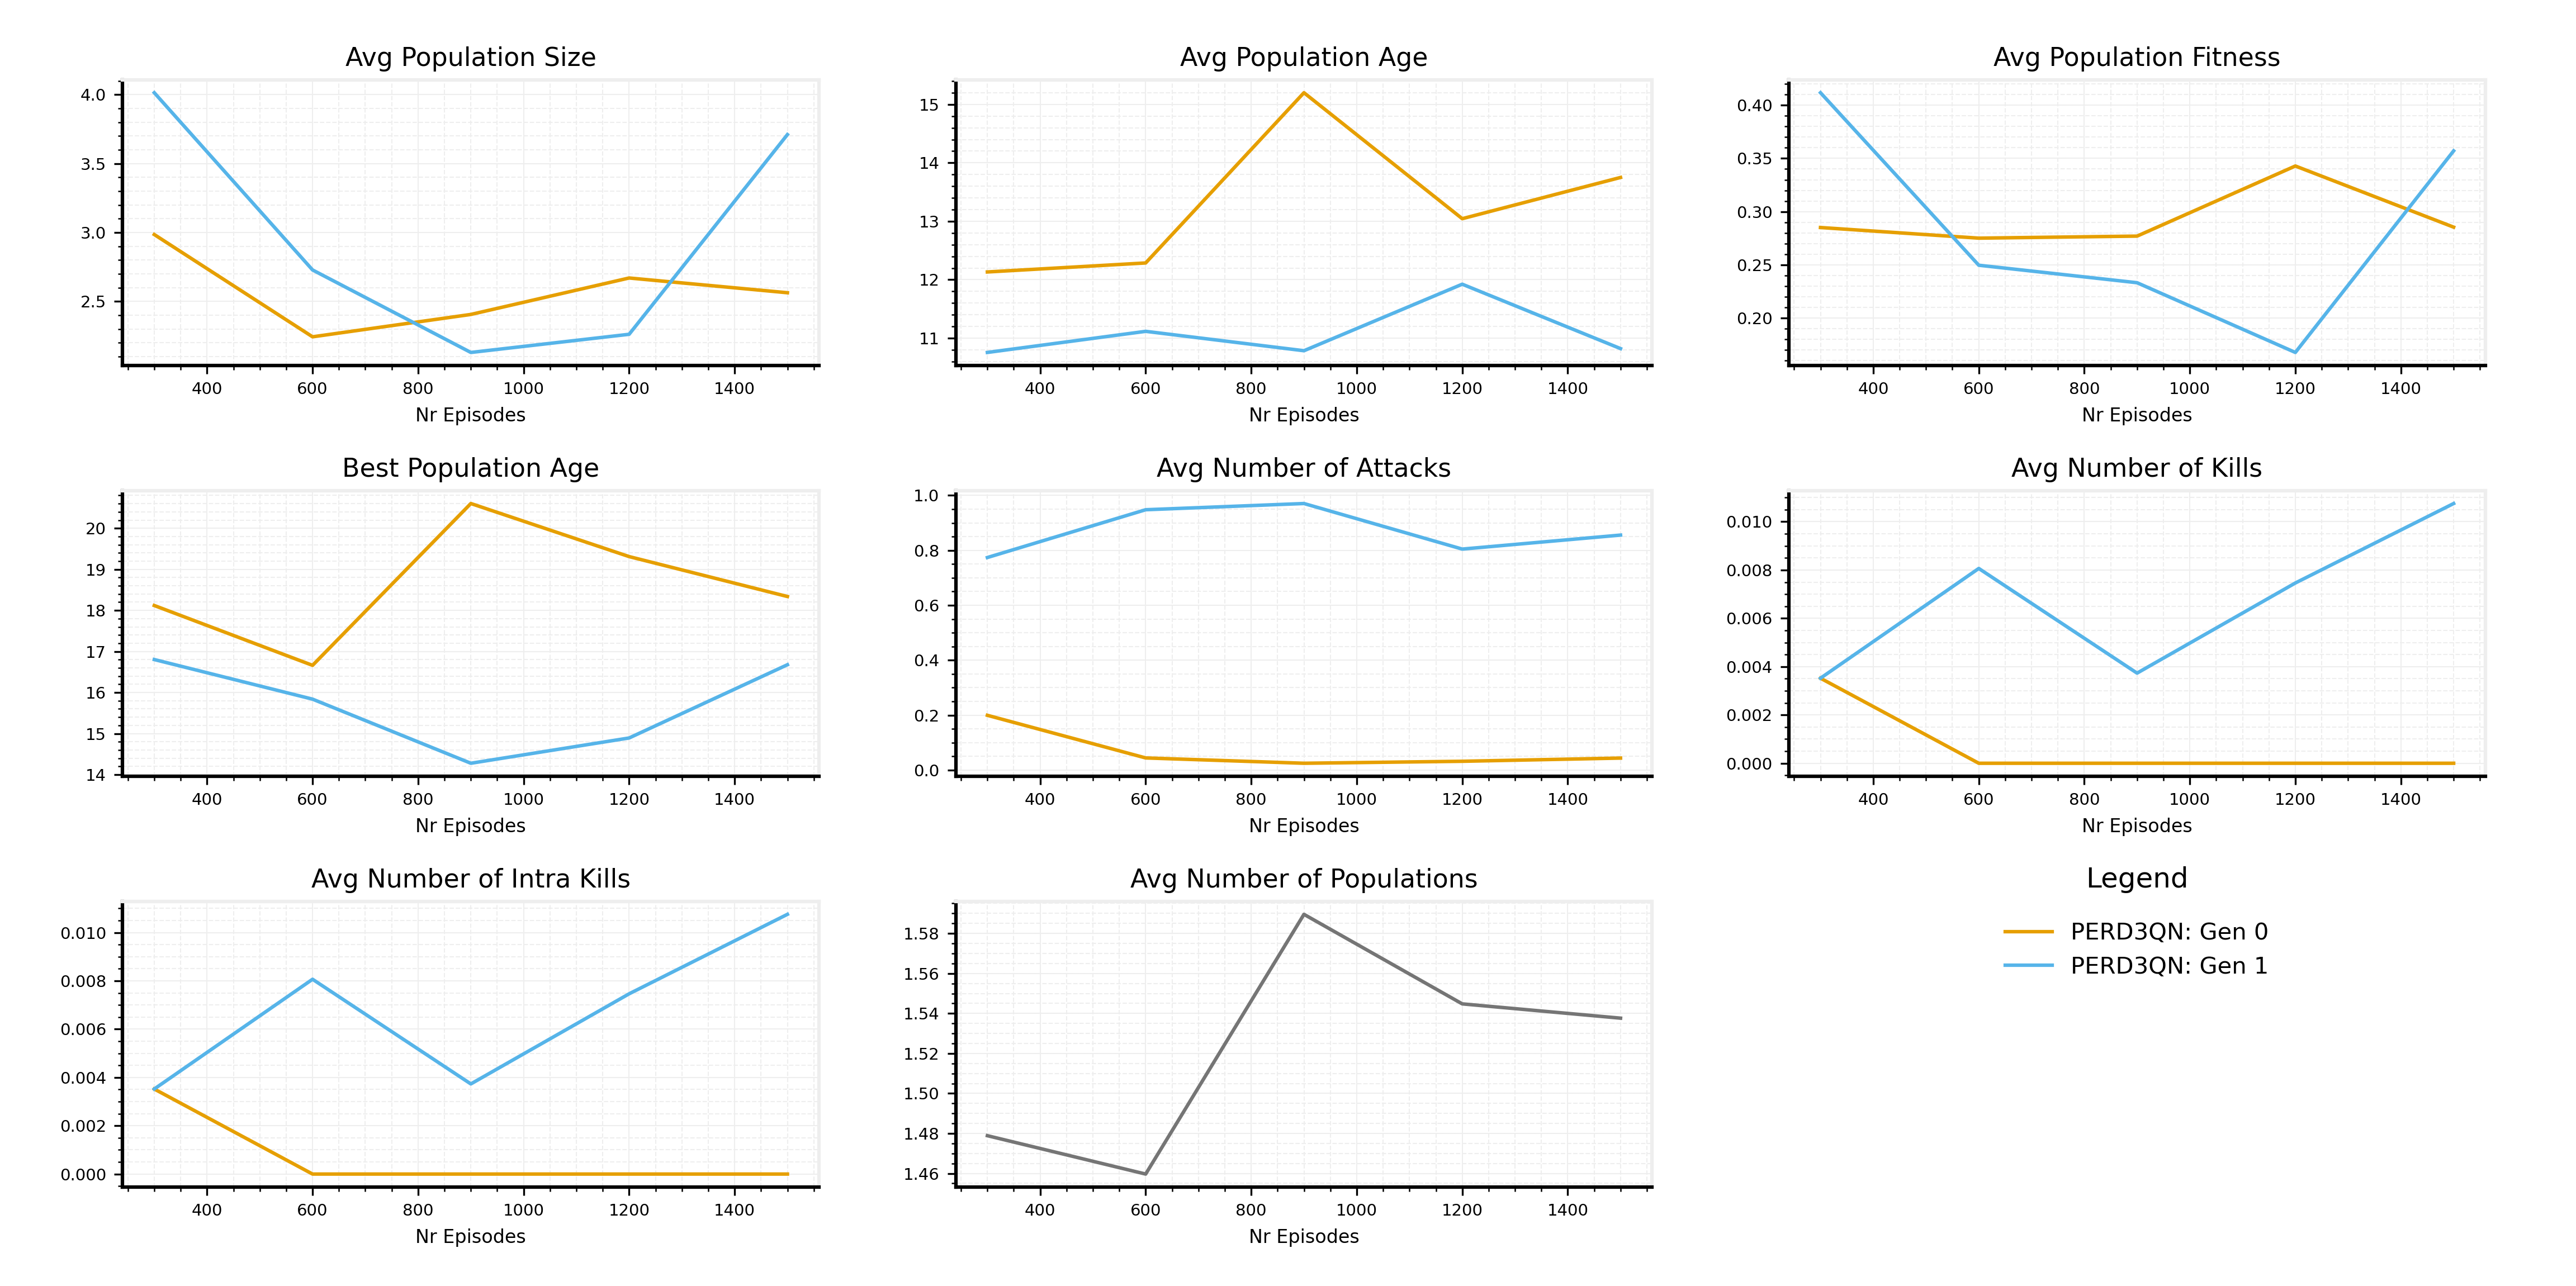 Avg Population Size
4.0
3.5
3.0
2.5
400 600 800 1000 1200 1400
Nr Episodes
Avg Population Age
15
14
13
12
11
400 600 800 1000 1200 1400
Nr Episodes
Avg Population Fitness
0.40
0.35
0.30
0.25
0.20
400 600 800 1000 1200 1400
Nr Episodes
Best Population Age
20
19
18
17
16
15
14
400 600 800 1000 1200 1400
Nr Episodes
Avg Number of Attacks
1.0
0.8
0.6
0.4
0.2
0.0
400 600 800 1000 1200 1400
Nr Episodes
Avg Number of Kills
0.010
0.008
0.006
0.004
0.002
0.000
400 600 800 1000 1200 1400
Nr Episodes
Avg Number of Intra Kills
0.010
0.008
0.006
0.004
0.002
0.000
400 600 800 1000 1200 1400
Nr Episodes
Avg Number of Populations
1.58
1.56
1.54
1.52
1.50
1.48
1.46
400 600 800 1000 1200 1400
Nr Episodes
Legend
PERD3QN: Gen 0
PERD3QN: Gen 1